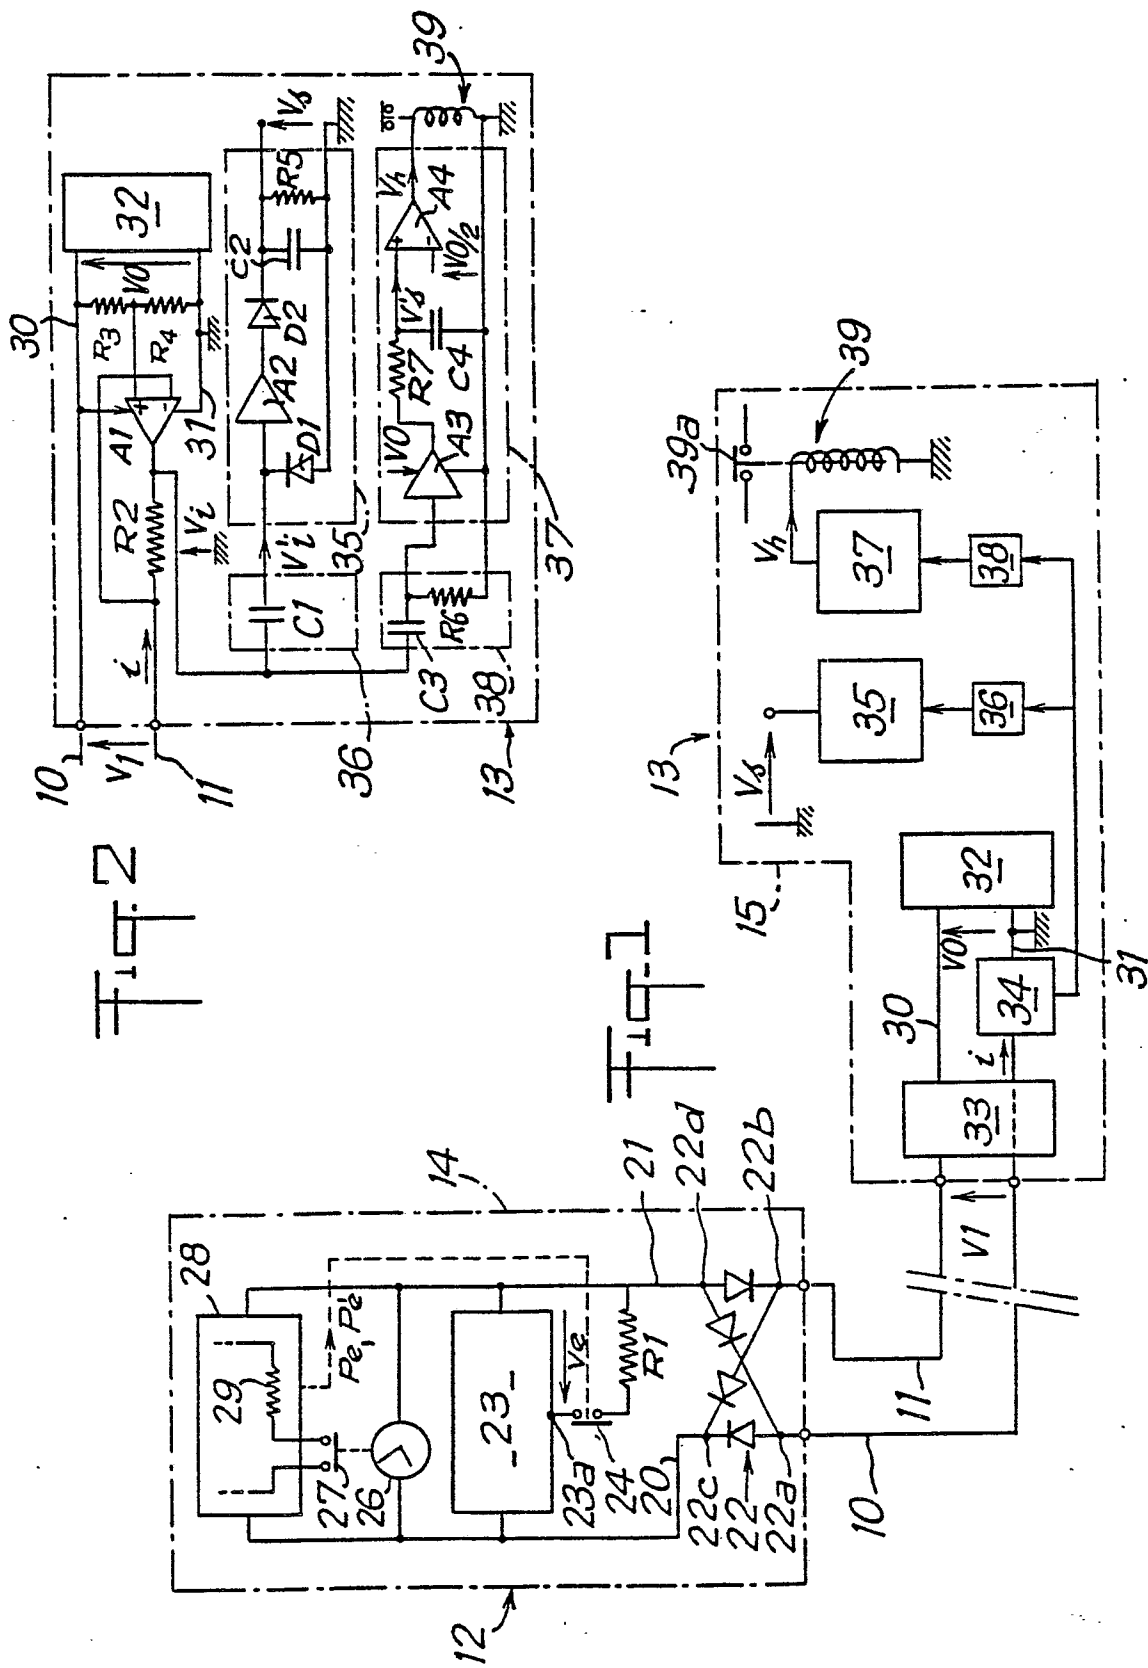 Fig. 2
10
V1
11
13
36
30
i
R2
A1
+
-
R3
R4
V0
32
31
Vi
V'i
C1
35
D1
A2
D2
C2
R5
Vs
C3
R6
38
37
V0
A3
R7
C4
V's
+
-
V0/2
A4
Vh
39
Fig. 1
12
14
28
29
27
26
Pe, P'e
23
23a
24
Ve
R1
20
21
22
22a
22b
22c
22d
10
11
V1
13
15
33
30
i
34
31
V0
32
Vs
35
36
37
38
Vh
39a
39